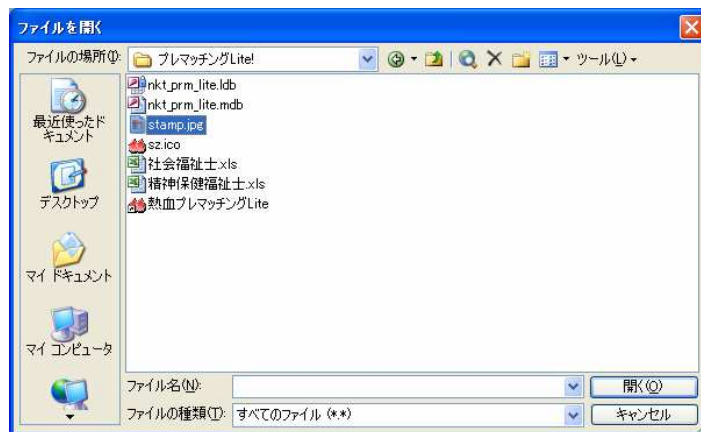 ファイルを開く
ファイルの場所(I): プレマッチングLite! ツール(L)
nkt_prm_lite.ldb
nkt_prm_lite.mdb
stamp.jpg
sz.ico
社会福祉士.xls
精神保健福祉士.xls
熱血プレマッチングLite
最近使ったド
キュメント
デスクトップ
マイ ドキュメント
マイ コンピュータ
ファイル名(N): 開く(O)
ファイルの種類(T): すべてのファイル (*.*) キャンセル